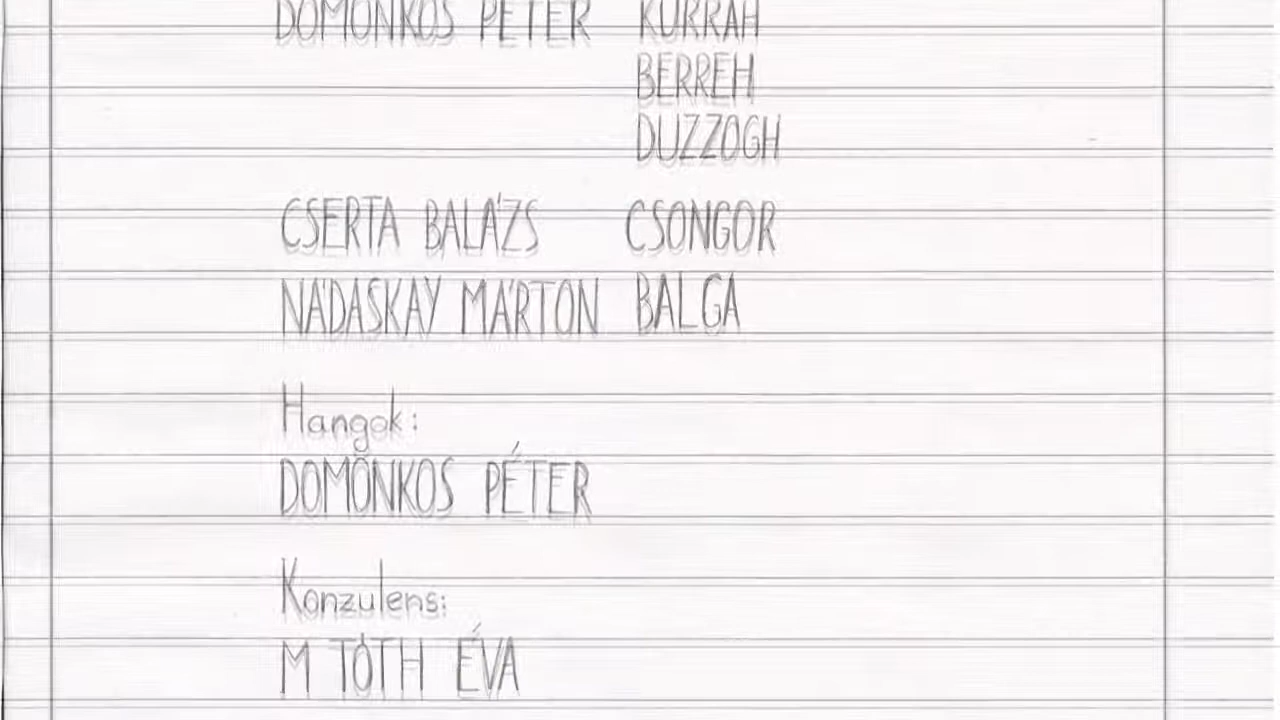 DOMONKOS PÉTER KURRAH
BERREH
DUZZOGH
CSERTA BALÁZS CSONGOR
NÁDASKAY MÁRTON BALGA
Hangok:
DOMONKOS PÉTER
Konzulens:
M TÓTH ÉVA